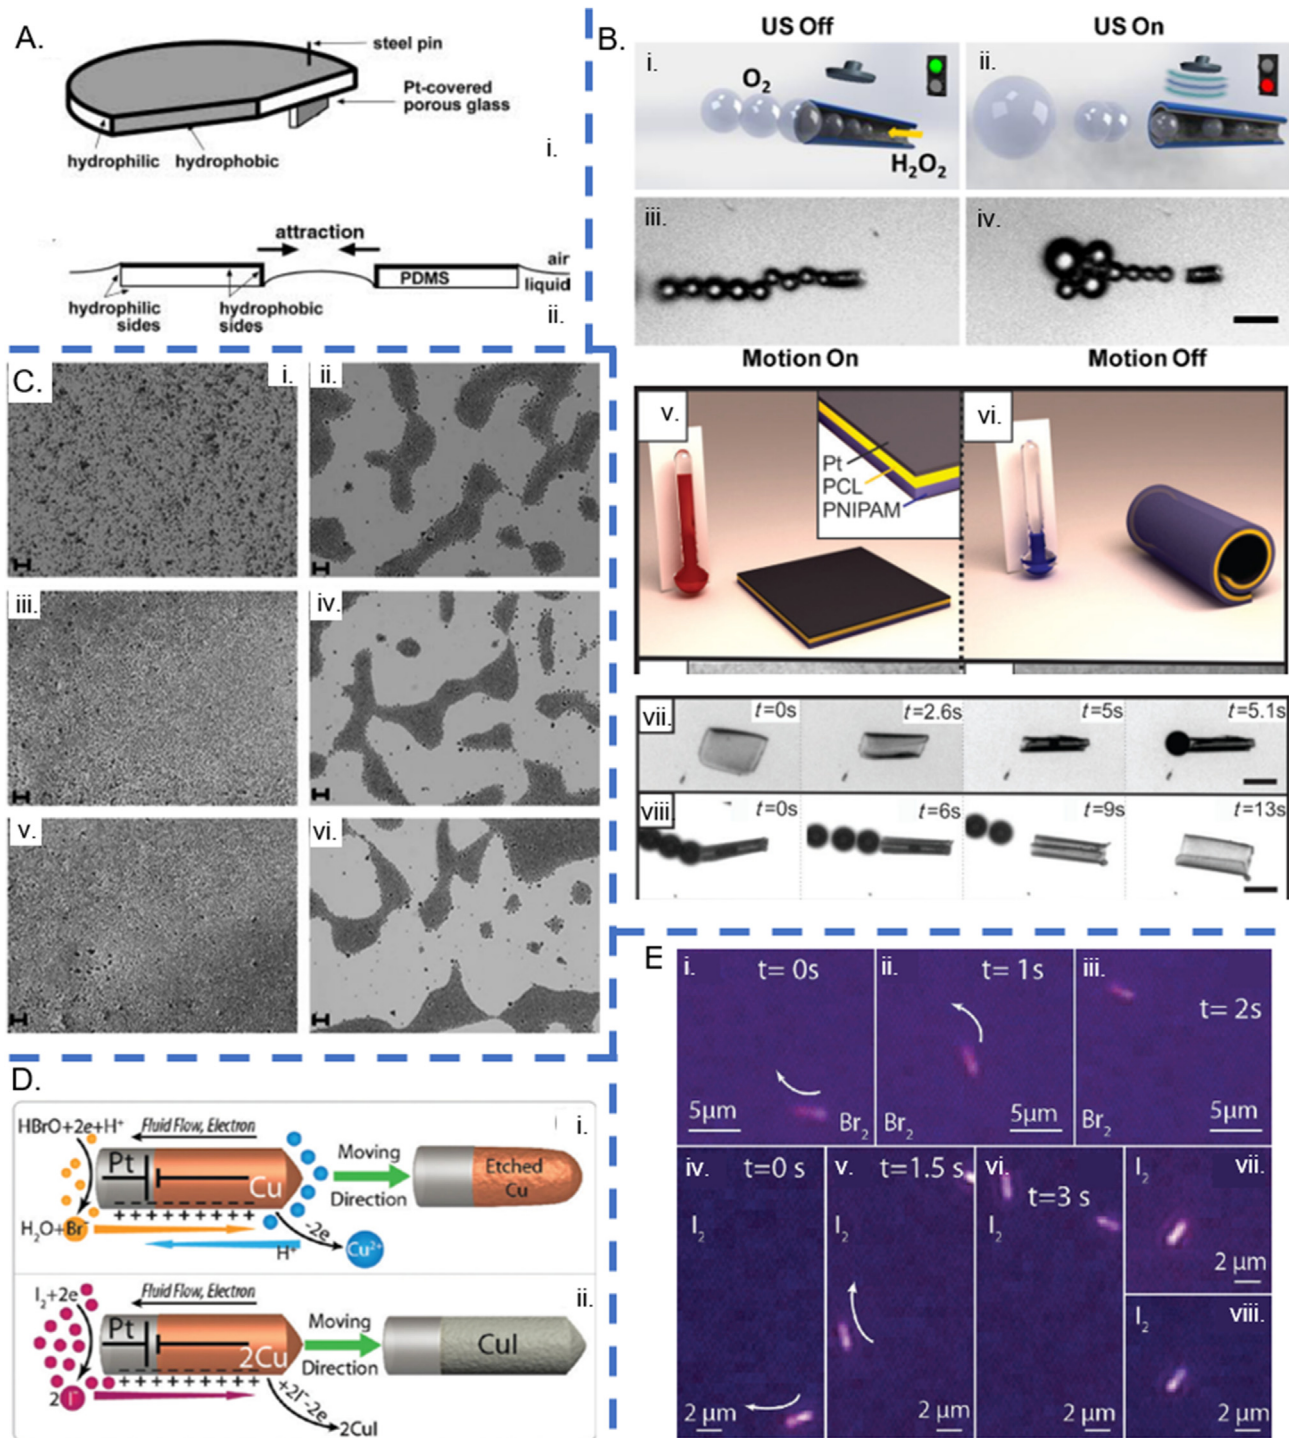 A.
steel pin
Pt-covered
porous glass
hydrophilic
hydrophobic
i.
attraction
air
PDMS
liquid
hydrophilic
sides
hydrophobic
sides
ii.
B.
US Off
US On
i.
O₂
H₂O₂
ii.
iii.
iv.
Motion On
Motion Off
v.
Pt
PCL
PNIPAM
vi.
vii.
t=0s
t=2.6s
t=5s
t=5.1s
viii.
t=0s
t=6s
t=9s
t=13s
C.
i.
ii.
iii.
iv.
v.
vi.
D.
i.
HBrO+2e+H⁺
Fluid Flow, Electron
Pt
Cu
Moving
Direction
Etched
Cu
− − − − − − − − − −
+ + + + + + + + +
H₂O+Br⁻
H⁺
-2e
Cu²⁺
ii.
I₂+2e
Fluid Flow, Electron
Pt
2Cu
Moving
Direction
CuI
− − − − − − − − − −
+ + + + + + + + +
2I⁻
+2I⁻-2e
2CuI
E
i.
t= 0s
5µm
Br₂
ii.
t= 1s
Br₂
5µm
iii.
t= 2s
5µm
iv.
t=0 s
I₂
2 µm
v.
t=1.5 s
I₂
2 µm
vi.
t=3 s
I₂
2 µm
vii.
I₂
2 µm
viii.
I₂
2 µm